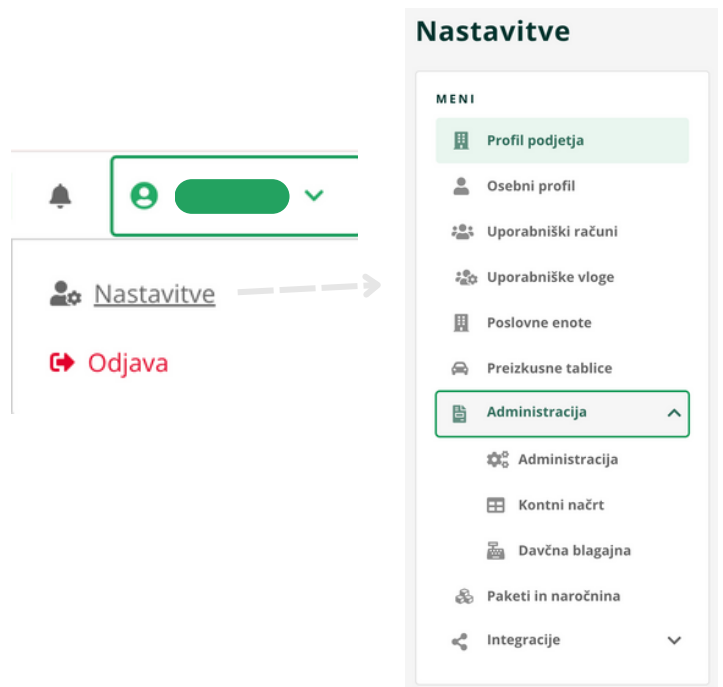 Nastavitve
Odjava
Nastavitve
MENI
Profil podjetja
Osebni profil
Uporabniški računi
Uporabniške vloge
Poslovne enote
Preizkusne tablice
Administracija
Administracija
Kontni načrt
Davčna blagajna
Paketi in naročnina
Integracije